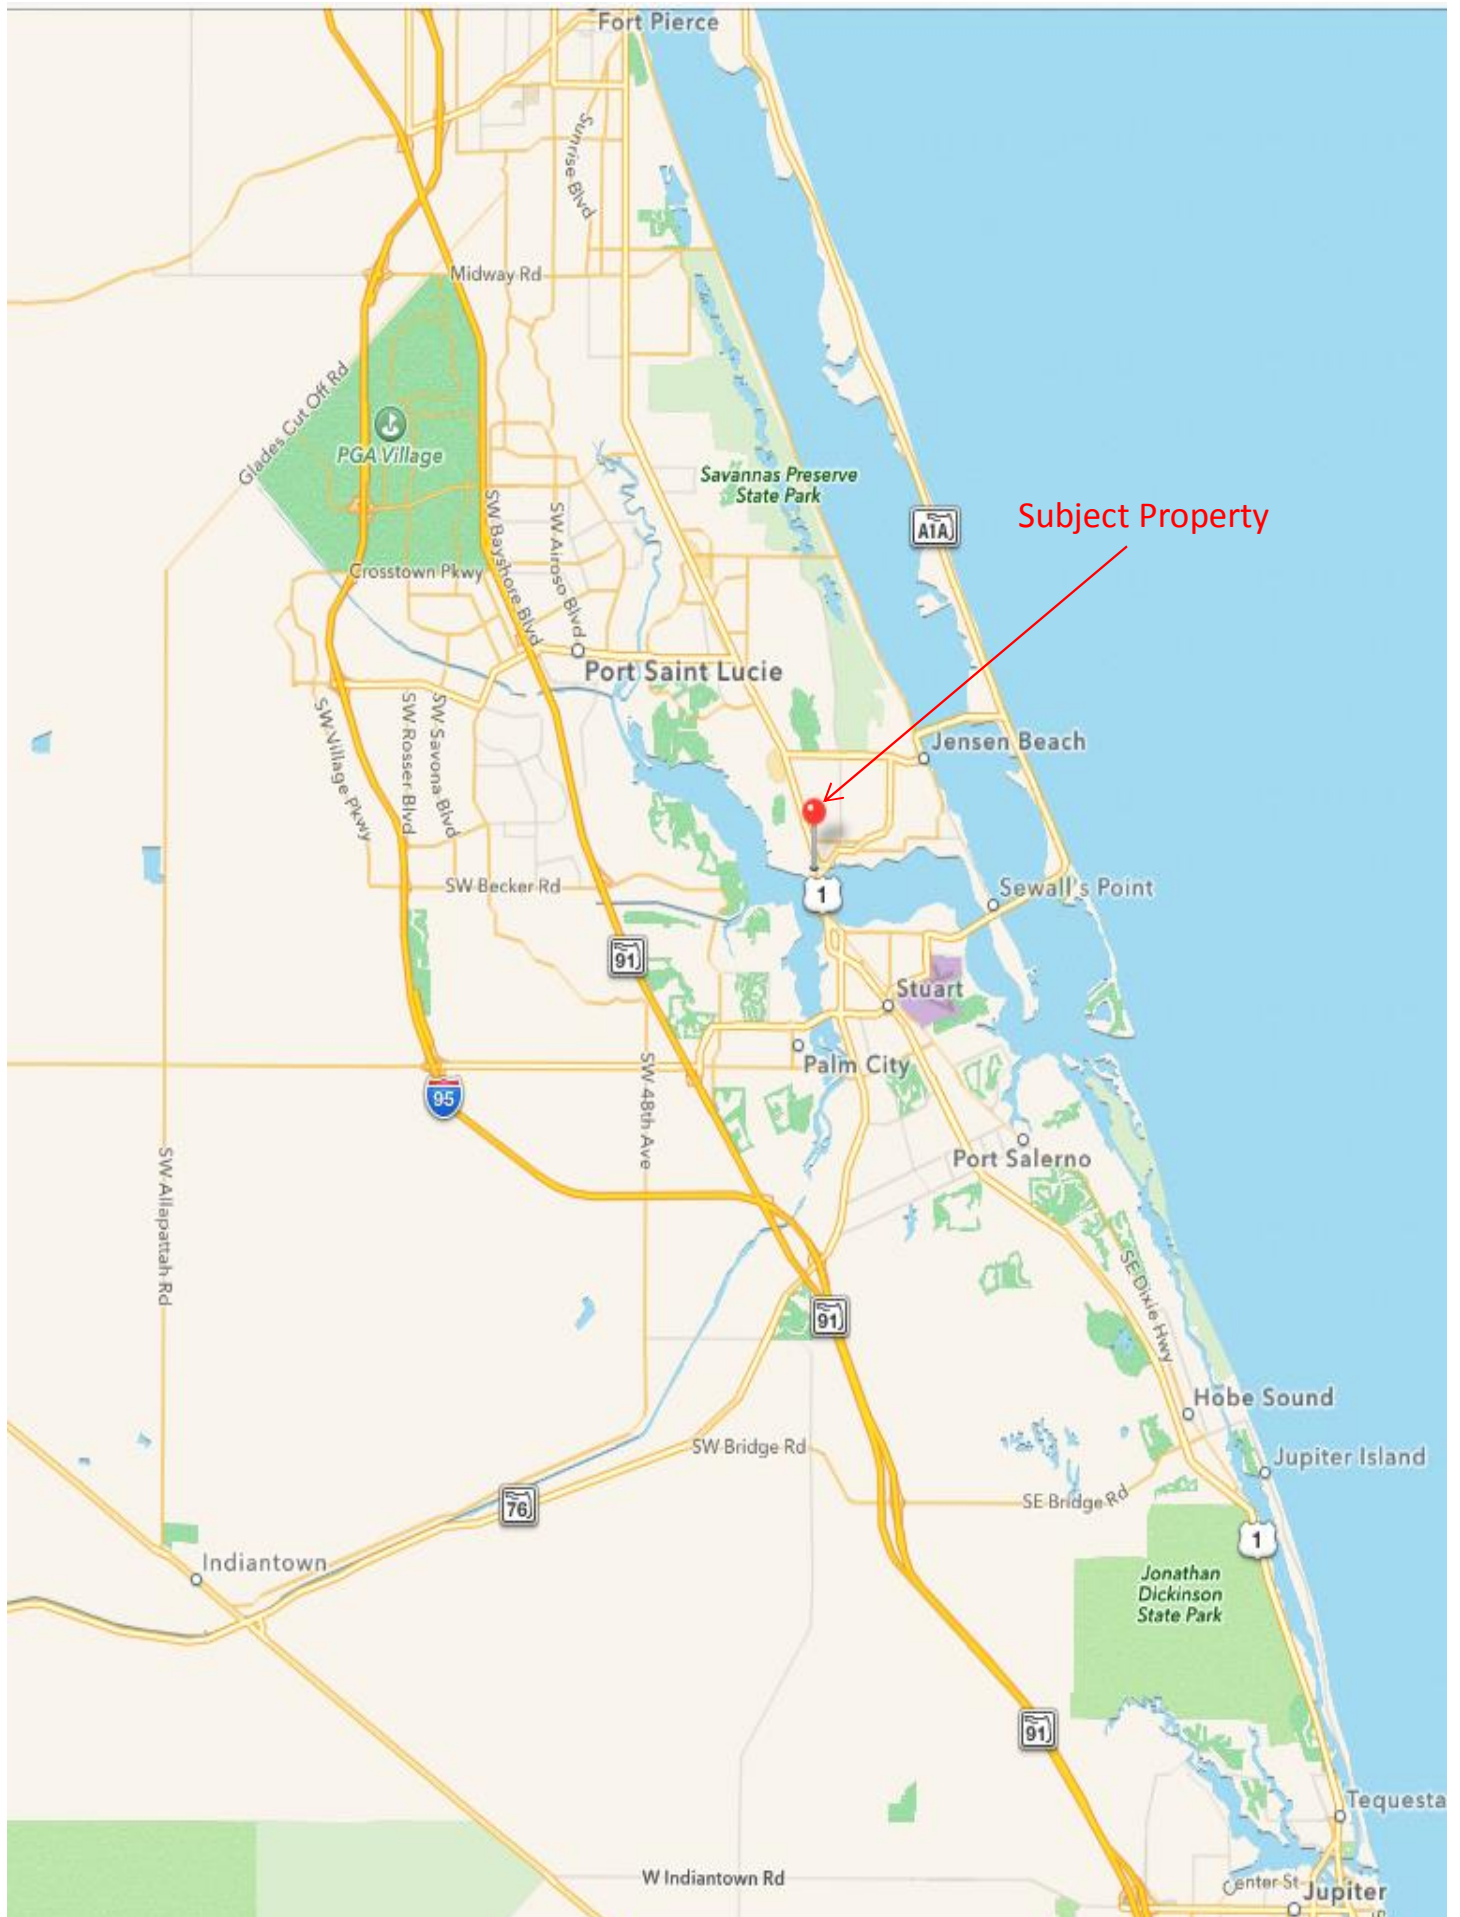 Fort Pierce
Sunrise Blvd
Midway Rd
Glades Cut Off Rd
PGA Village
Savannas Preserve
State Park
A1A
Subject Property
SW Bayshore Blvd
SW Airoso Blvd
Crosstown Pkwy
Port Saint Lucie
SW Village Pkwy
SW Rosser Blvd
SW Savona Blvd
Jensen Beach
SW Becker Rd
1
Sewall's Point
91
Stuart
Palm City
95
SW 48th Ave
Port Salerno
SW Allapattah Rd
SE Dixie Hwy
91
Hobe Sound
SW Bridge Rd
Jupiter Island
76
SE Bridge Rd
1
Indiantown
Jonathan
Dickinson
State Park
91
Tequesta
W Indiantown Rd
Center St
Jupiter